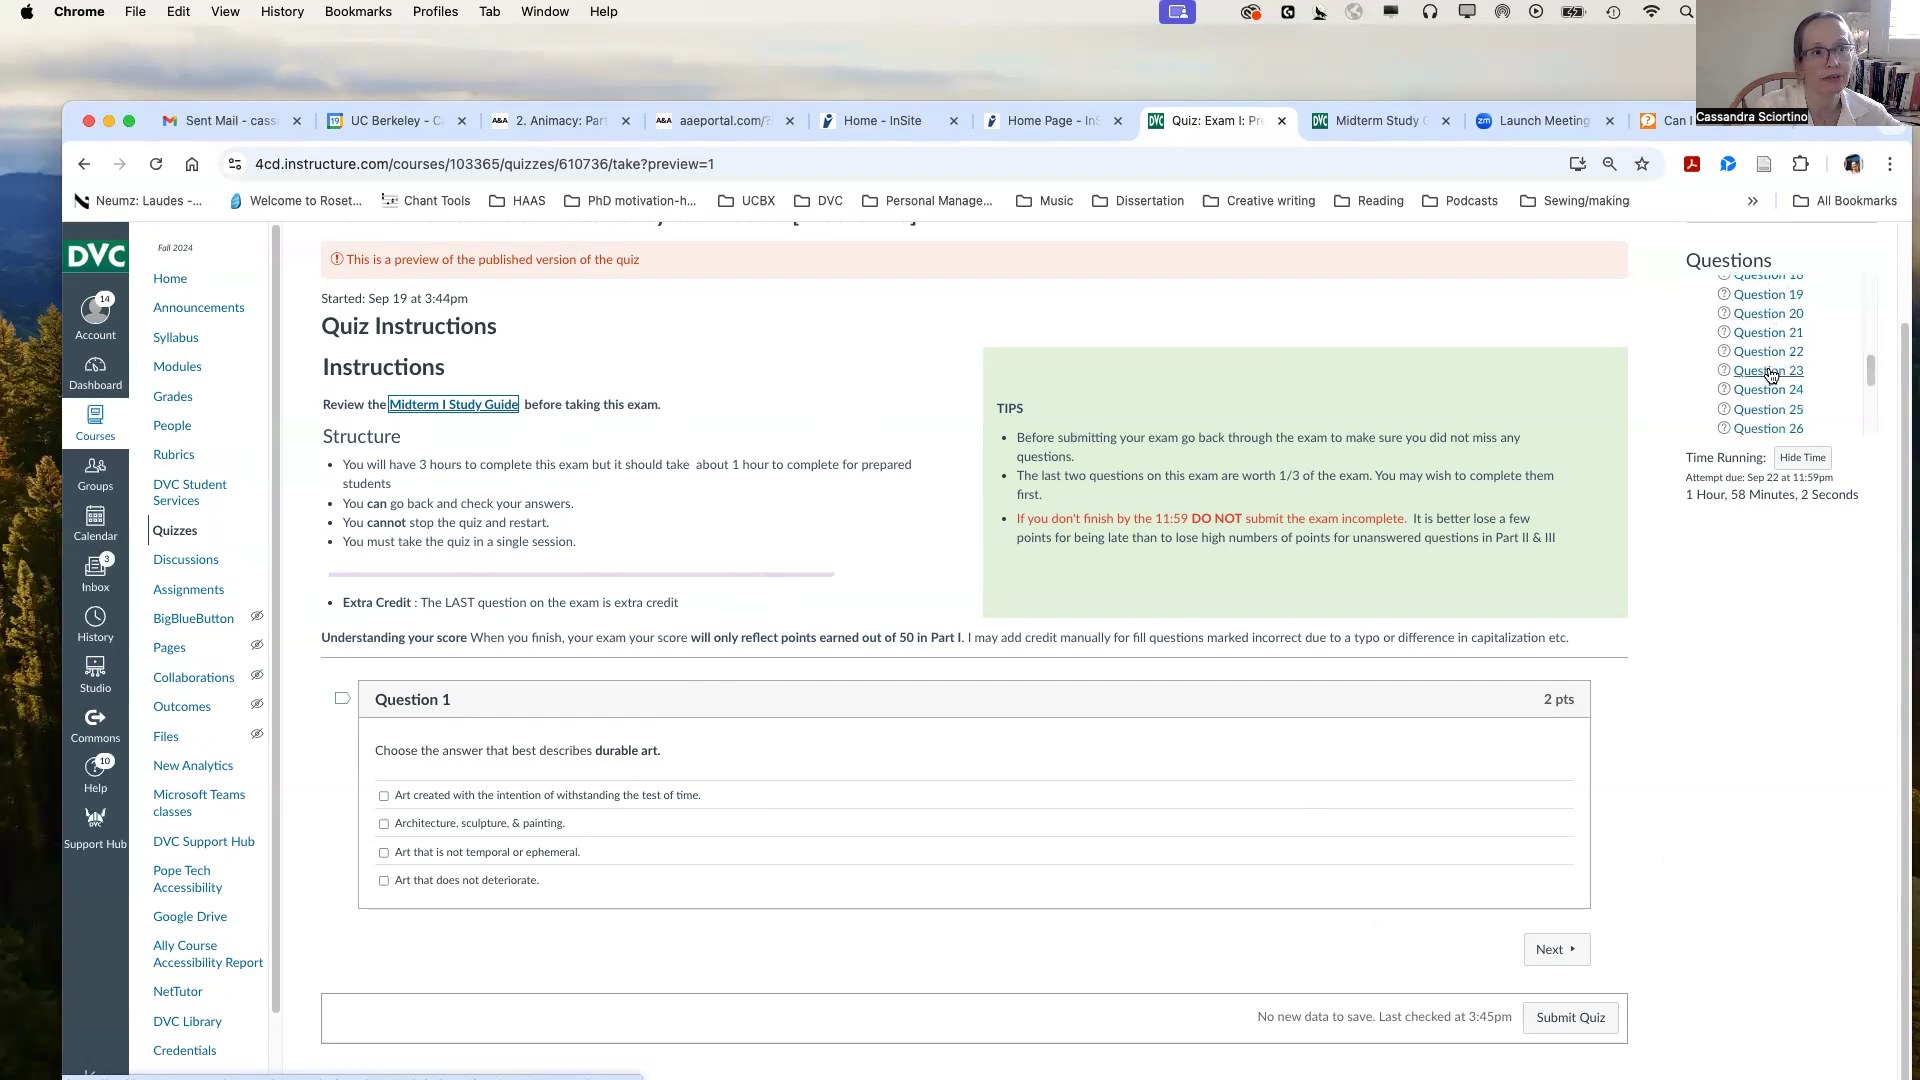 Chrome File Edit View History Bookmarks Profiles Tab Window Help
Cassandra Sciortino
Sent Mail - cass
UC Berkeley - C
2. Animacy: Par
aaeportal.com/?
Home - InSite
Home Page - InS
Quiz: Exam I: Pre
Midterm Study G
Launch Meeting
Can I
4cd.instructure.com/courses/103365/quizzes/610736/take?preview=1
Neumz: Laudes -... Welcome to Roset... Chant Tools HAAS PhD motivation-h... UCBX DVC Personal Manage... Music Dissertation Creative writing Reading Podcasts Sewing/making » All Bookmarks
DVC
14
Account
Dashboard
Courses
Groups
Calendar
3
Inbox
History
Studio
Commons
10
Help
DVC
Support Hub
Fall 2024
Home
Announcements
Syllabus
Modules
Grades
People
Rubrics
DVC Student
Services
Quizzes
Discussions
Assignments
BigBlueButton
Pages
Collaborations
Outcomes
Files
New Analytics
Microsoft Teams
classes
DVC Support Hub
Pope Tech
Accessibility
Google Drive
Ally Course
Accessibility Report
NetTutor
DVC Library
Credentials
This is a preview of the published version of the quiz
Started: Sep 19 at 3:44pm
Quiz Instructions
Instructions
Review the Midterm I Study Guide before taking this exam.
Structure
• You will have 3 hours to complete this exam but it should take about 1 hour to complete for prepared
students
• You can go back and check your answers.
• You cannot stop the quiz and restart.
• You must take the quiz in a single session.
• Extra Credit : The LAST question on the exam is extra credit
TIPS
• Before submitting your exam go back through the exam to make sure you did not miss any
questions.
• The last two questions on this exam are worth 1/3 of the exam. You may wish to complete them
first.
• If you don't finish by the 11:59 DO NOT submit the exam incomplete. It is better lose a few
points for being late than to lose high numbers of points for unanswered questions in Part II & III
Understanding your score When you finish, your exam your score will only reflect points earned out of 50 in Part I. I may add credit manually for fill questions marked incorrect due to a typo or difference in capitalization etc.
Question 1
2 pts
Choose the answer that best describes durable art.
Art created with the intention of withstanding the test of time.
Architecture, sculpture, & painting.
Art that is not temporal or ephemeral.
Art that does not deteriorate.
Next
No new data to save. Last checked at 3:45pm
Submit Quiz
Questions
Question 18
Question 19
Question 20
Question 21
Question 22
Question 23
Question 24
Question 25
Question 26
Time Running: Hide Time
Attempt due: Sep 22 at 11:59pm
1 Hour, 58 Minutes, 2 Seconds